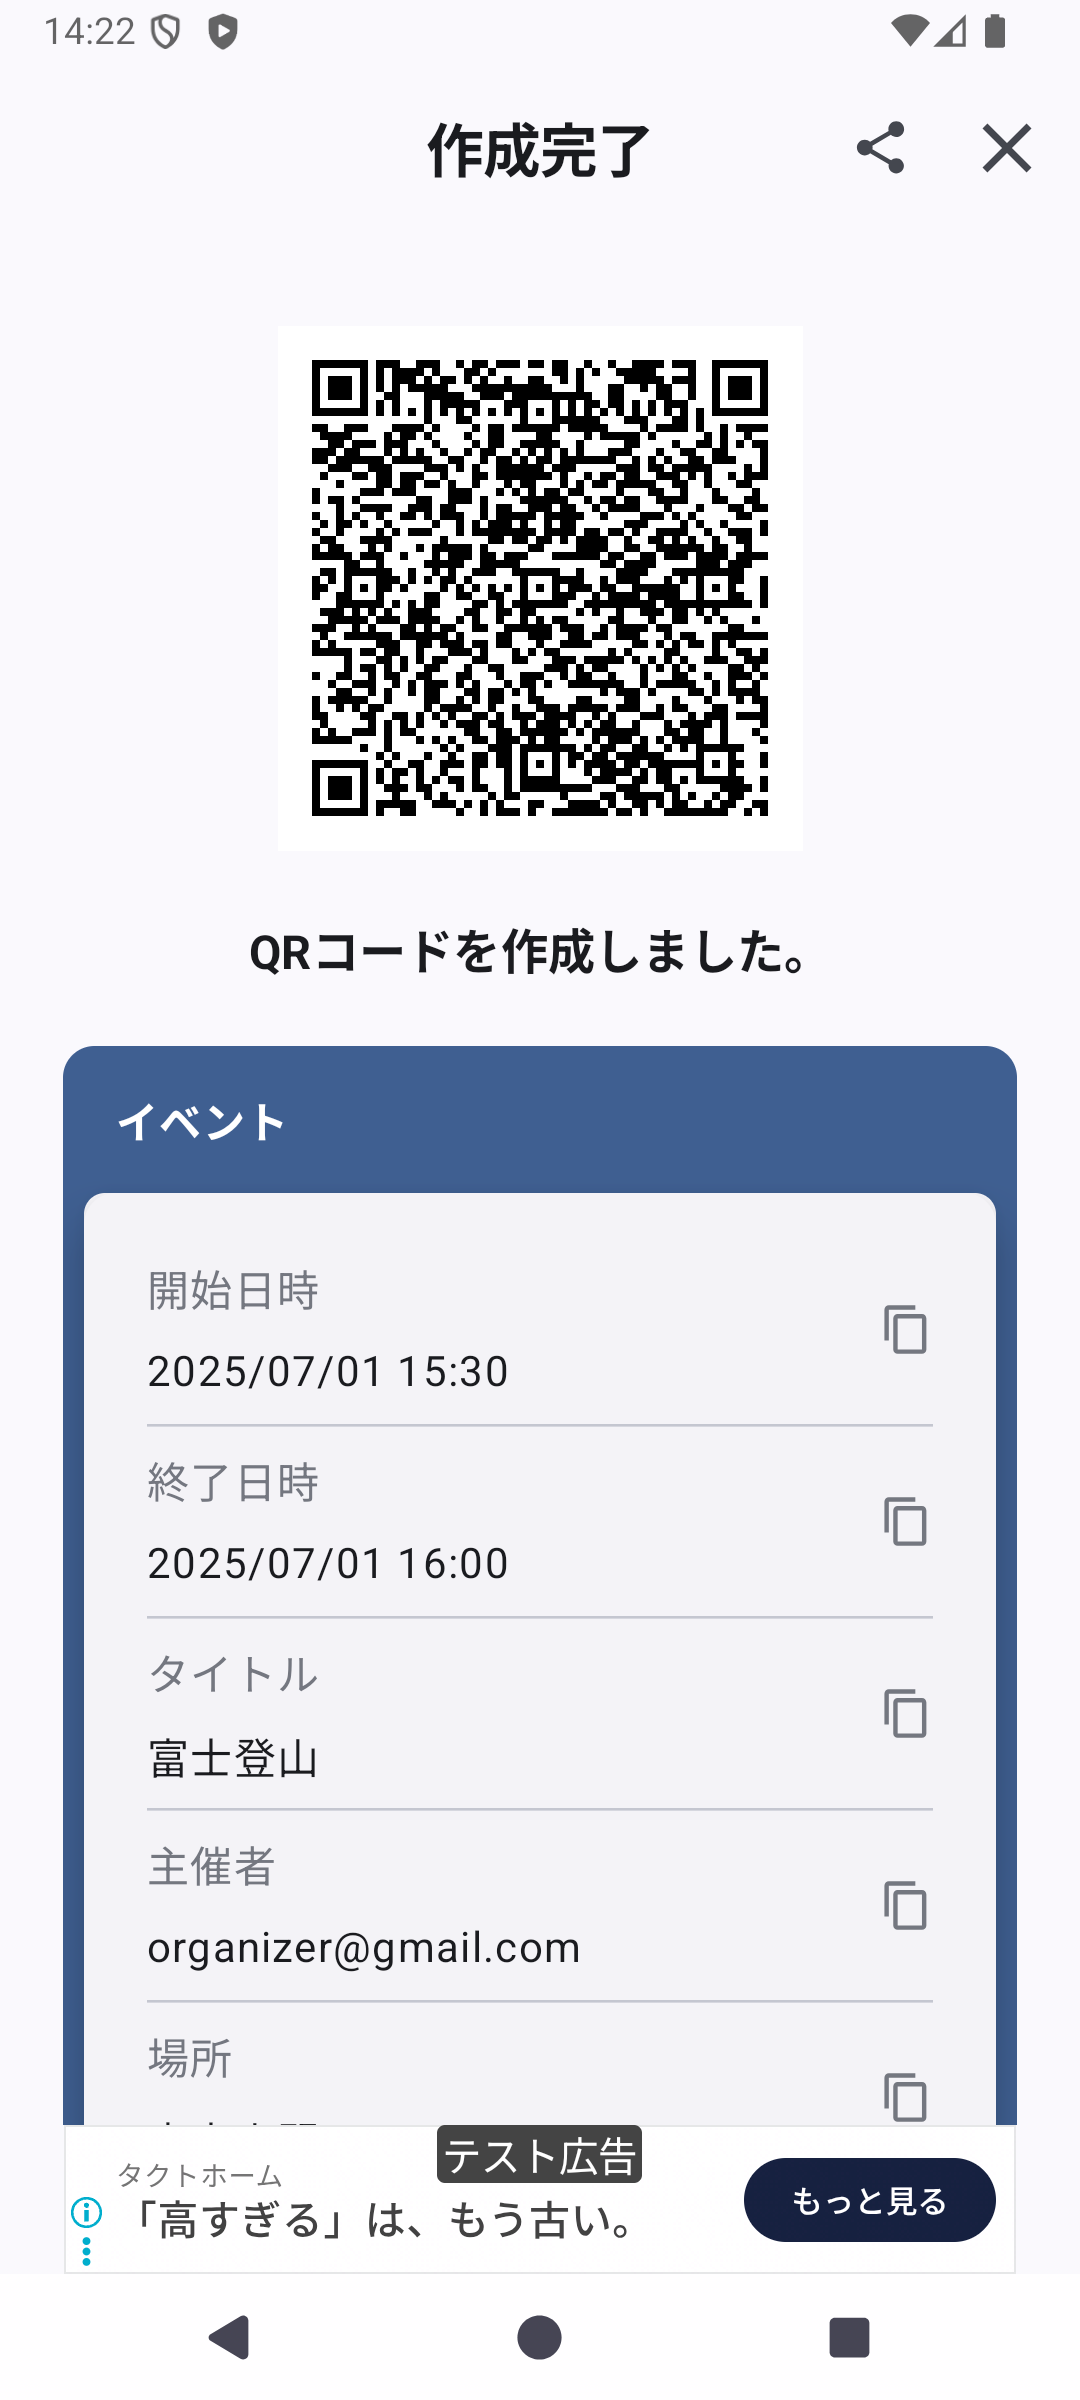 14:22
作成完了
QRコードを作成しました。
イベント
開始日時
2025/07/01 15:30
終了日時
2025/07/01 16:00
タイトル
富士登山
主催者
organizer@gmail.com
場所
テスト広告
タクトホーム
「高すぎる」は、もう古い。
もっと見る